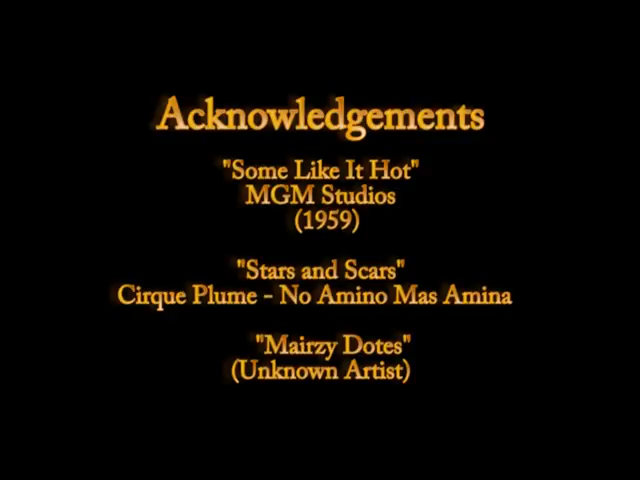 Acknowledgements
"Some Like It Hot"
MGM Studios
(1959)
"Stars and Scars"
Cirque Plume - No Amino Mas Amina
"Mairzy Dotes"
(Unknown Artist)